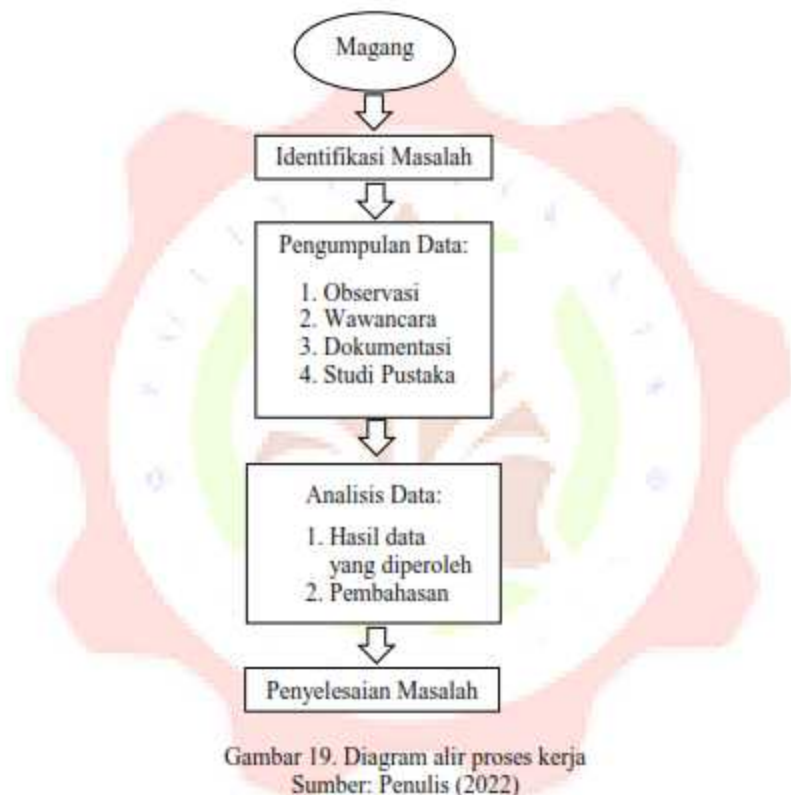 Magang
Identifikasi Masalah
Pengumpulan Data:
1. Observasi
2. Wawancara
3. Dokumentasi
4. Studi Pustaka
Analisis Data:
1. Hasil data
yang diperoleh
2. Pembahasan
Penyelesaian Masalah
Gambar 19. Diagram alir proses kerja
Sumber: Penulis (2022)